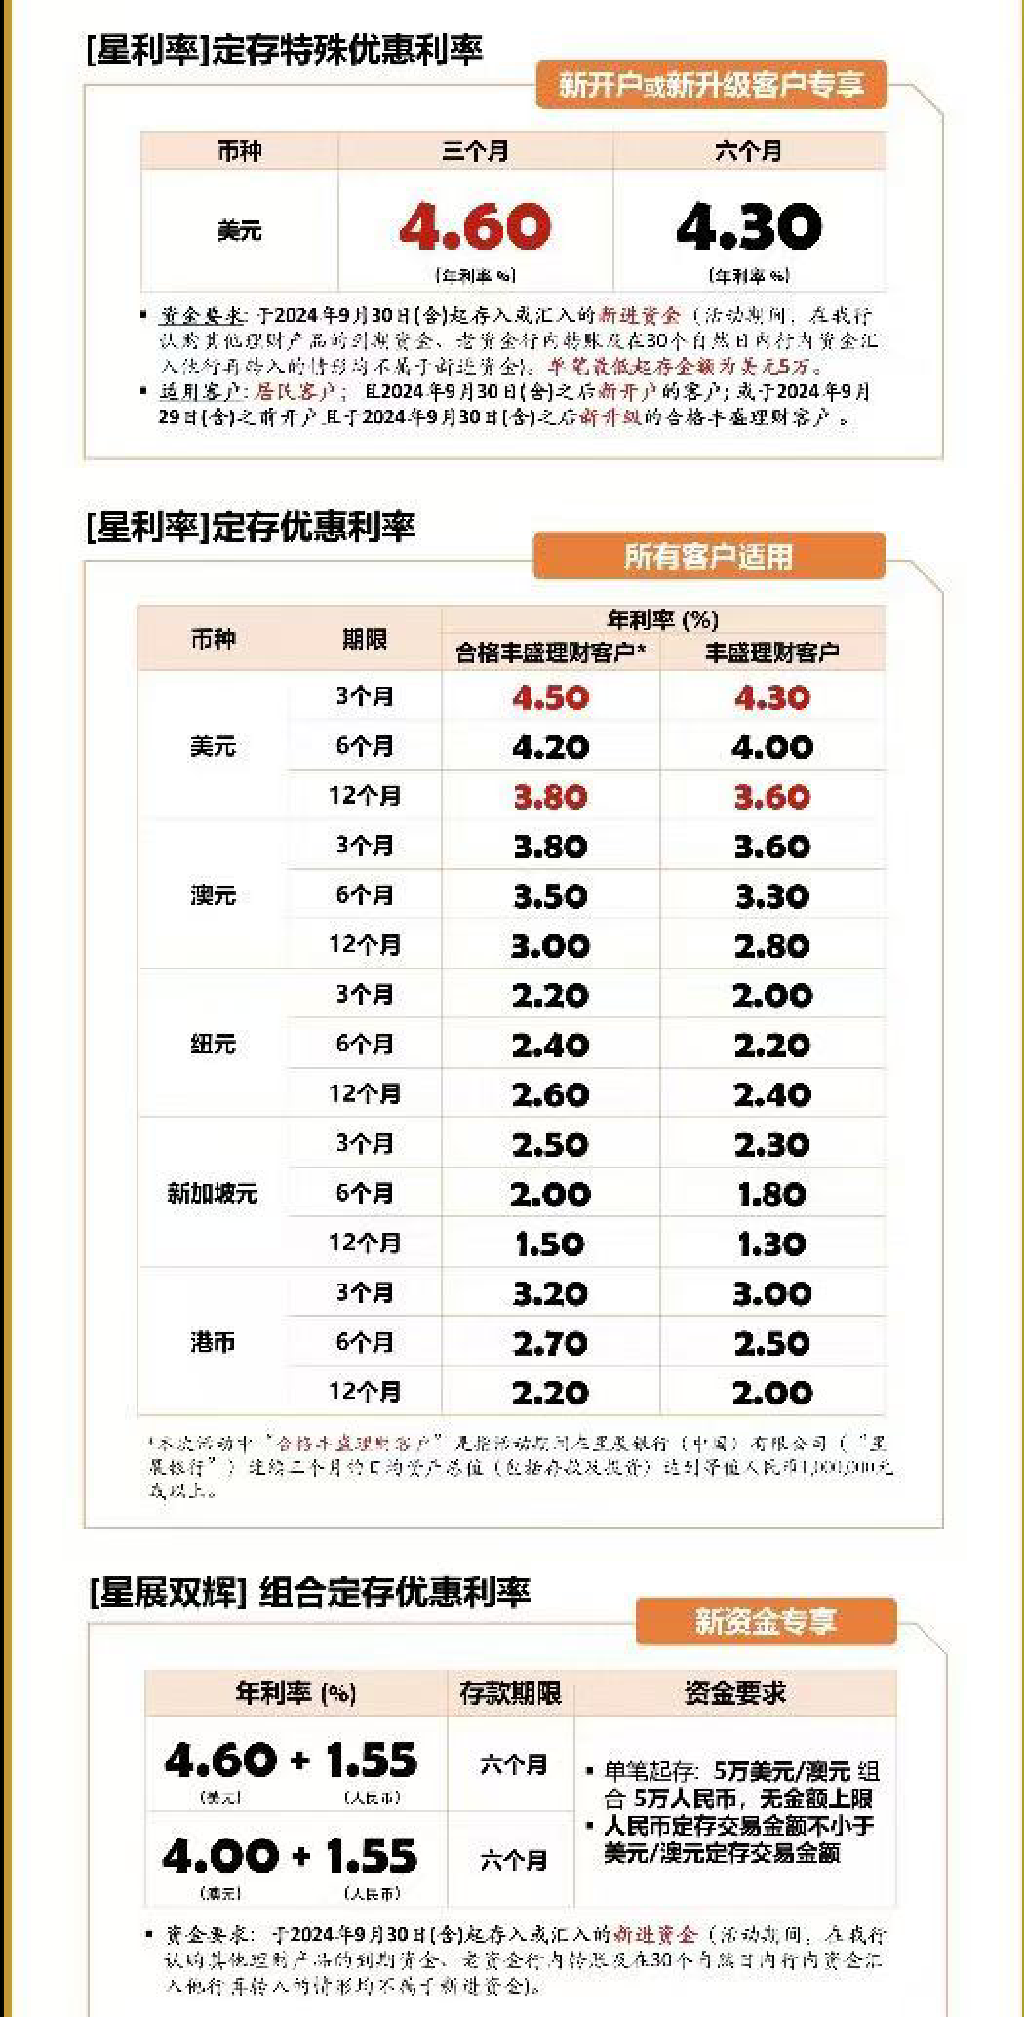 [星利率]定存特殊优惠利率
新开户或新升级客户专享
币种 三个月 六个月
美元 4.60 4.30
(年利率%) (年利率%)
▪ 资金要求: 于2024年9月30日(含)起存入或汇入的新进资金（活动期间, 在我行
认购其他理财产品的到期资金、老资金行内转账及在30个自然日内行内资金汇
入他行再转入的情形均不属于新进资金)。单笔最低起存金额为美元5万。
▪ 适用客户: 居民客户; 且2024年9月30日(含)之后新开户的客户; 或于2024年9月
29日(含)之前开户且于2024年9月30日(含)之后新升级的合格丰盛理财客户。
[星利率]定存优惠利率
所有客户适用
币种 期限 年利率 (%)
合格丰盛理财客户* 丰盛理财客户
美元 3个月 4.50 4.30
6个月 4.20 4.00
12个月 3.80 3.60
澳元 3个月 3.80 3.60
6个月 3.50 3.30
12个月 3.00 2.80
纽元 3个月 2.20 2.00
6个月 2.40 2.20
12个月 2.60 2.40
新加坡元 3个月 2.50 2.30
6个月 2.00 1.80
12个月 1.50 1.30
港币 3个月 3.20 3.00
6个月 2.70 2.50
12个月 2.20 2.00
*本次活动中“合格丰盛理财客户”是指活动期间在星展银行（中国）有限公司（“星
展银行”）连续三个月的日均资产总值（包括存款及投资）达到等值人民币1,000,000元
或以上。
[星展双辉] 组合定存优惠利率
新资金专享
年利率 (%) 存款期限 资金要求
4.60 + 1.55 六个月
(美元) (人民币)
4.00 + 1.55 六个月
(澳元) (人民币)
▪ 单笔起存: 5万美元/澳元 组
合 5万人民币, 无金额上限
▪ 人民币定存交易金额不小于
美元/澳元定存交易金额
▪ 资金要求: 于2024年9月30日(含)起存入或汇入的新进资金（活动期间, 在我行
认购其他理财产品的到期资金、老资金行内转账及在30个自然日内行内资金汇
入他行再转入的情形均不属于新进资金)。